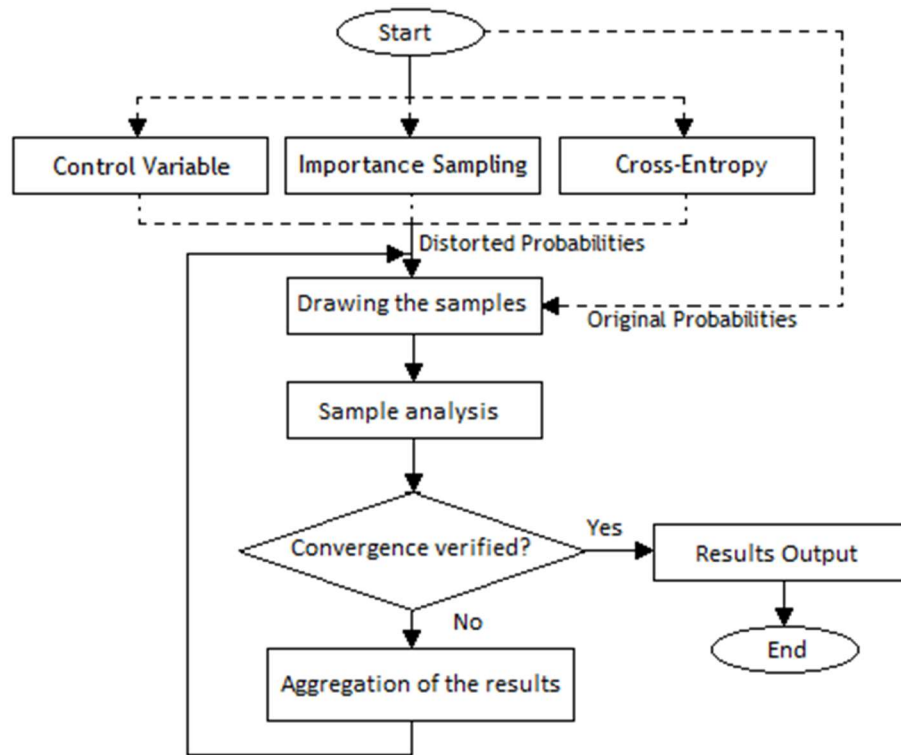 Start
Control Variable
Importance Sampling
Cross-Entropy
Distorted Probabilities
Drawing the samples
Original Probabilities
Sample analysis
Convergence verified?
Yes
Results Output
No
End
Aggregation of the results